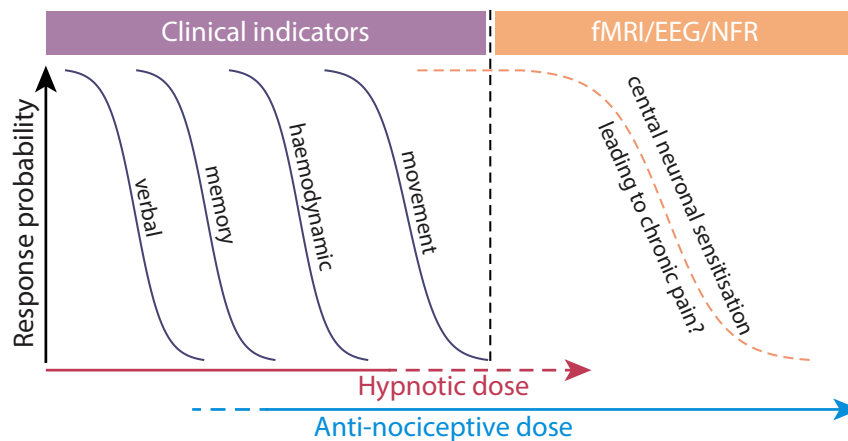 Clinical indicators
fMRI/EEG/NFR
Response probability
verbal
memory
haemodynamic
movement
central neuronal sensitisation
leading to chronic pain?
Hypnotic dose
Anti-nociceptive dose